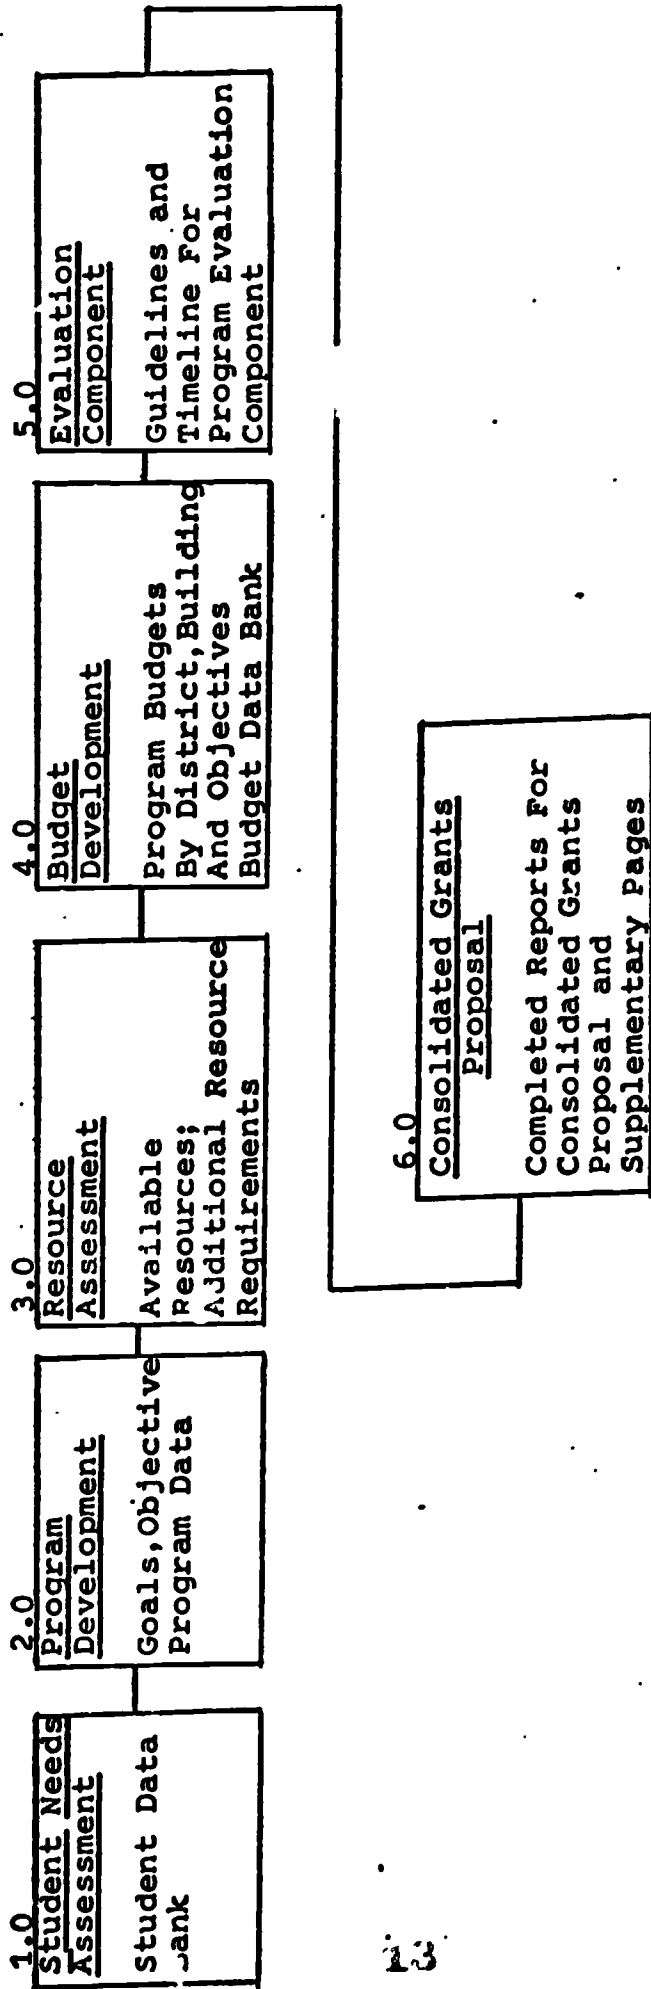 1.0
Student Needs
Assessment
Student Data
2.0
Program
Development
Goals,Objective
Program Data
3.0
Resource
Assessment
Available
Resources;
Additional Resource
Requirements
4.0
Budget
Development
Program Budgets
By District,Building
And Objectives
Budget Data Bank
5.0
Evaluation
Component
Guidelines and
Timeline For
Program Evaluation
Component
6.0
Consolidated Grants
Proposal
Completed Reports For
Consolidated Grants
Proposal and
Supplementary Pages
13